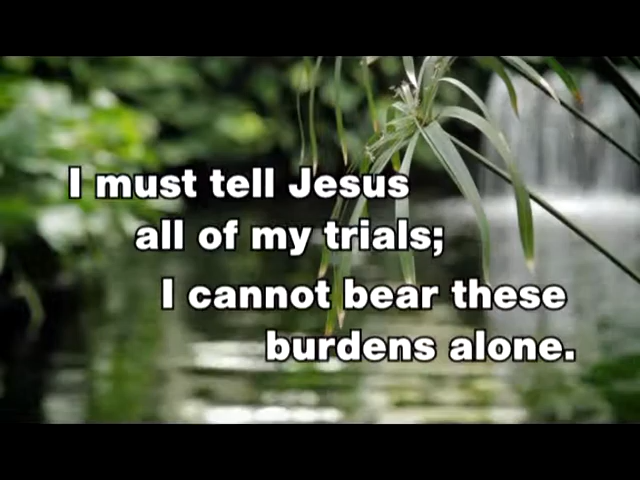 I must tell Jesus
all of my trials;
I cannot bear these
burdens alone.